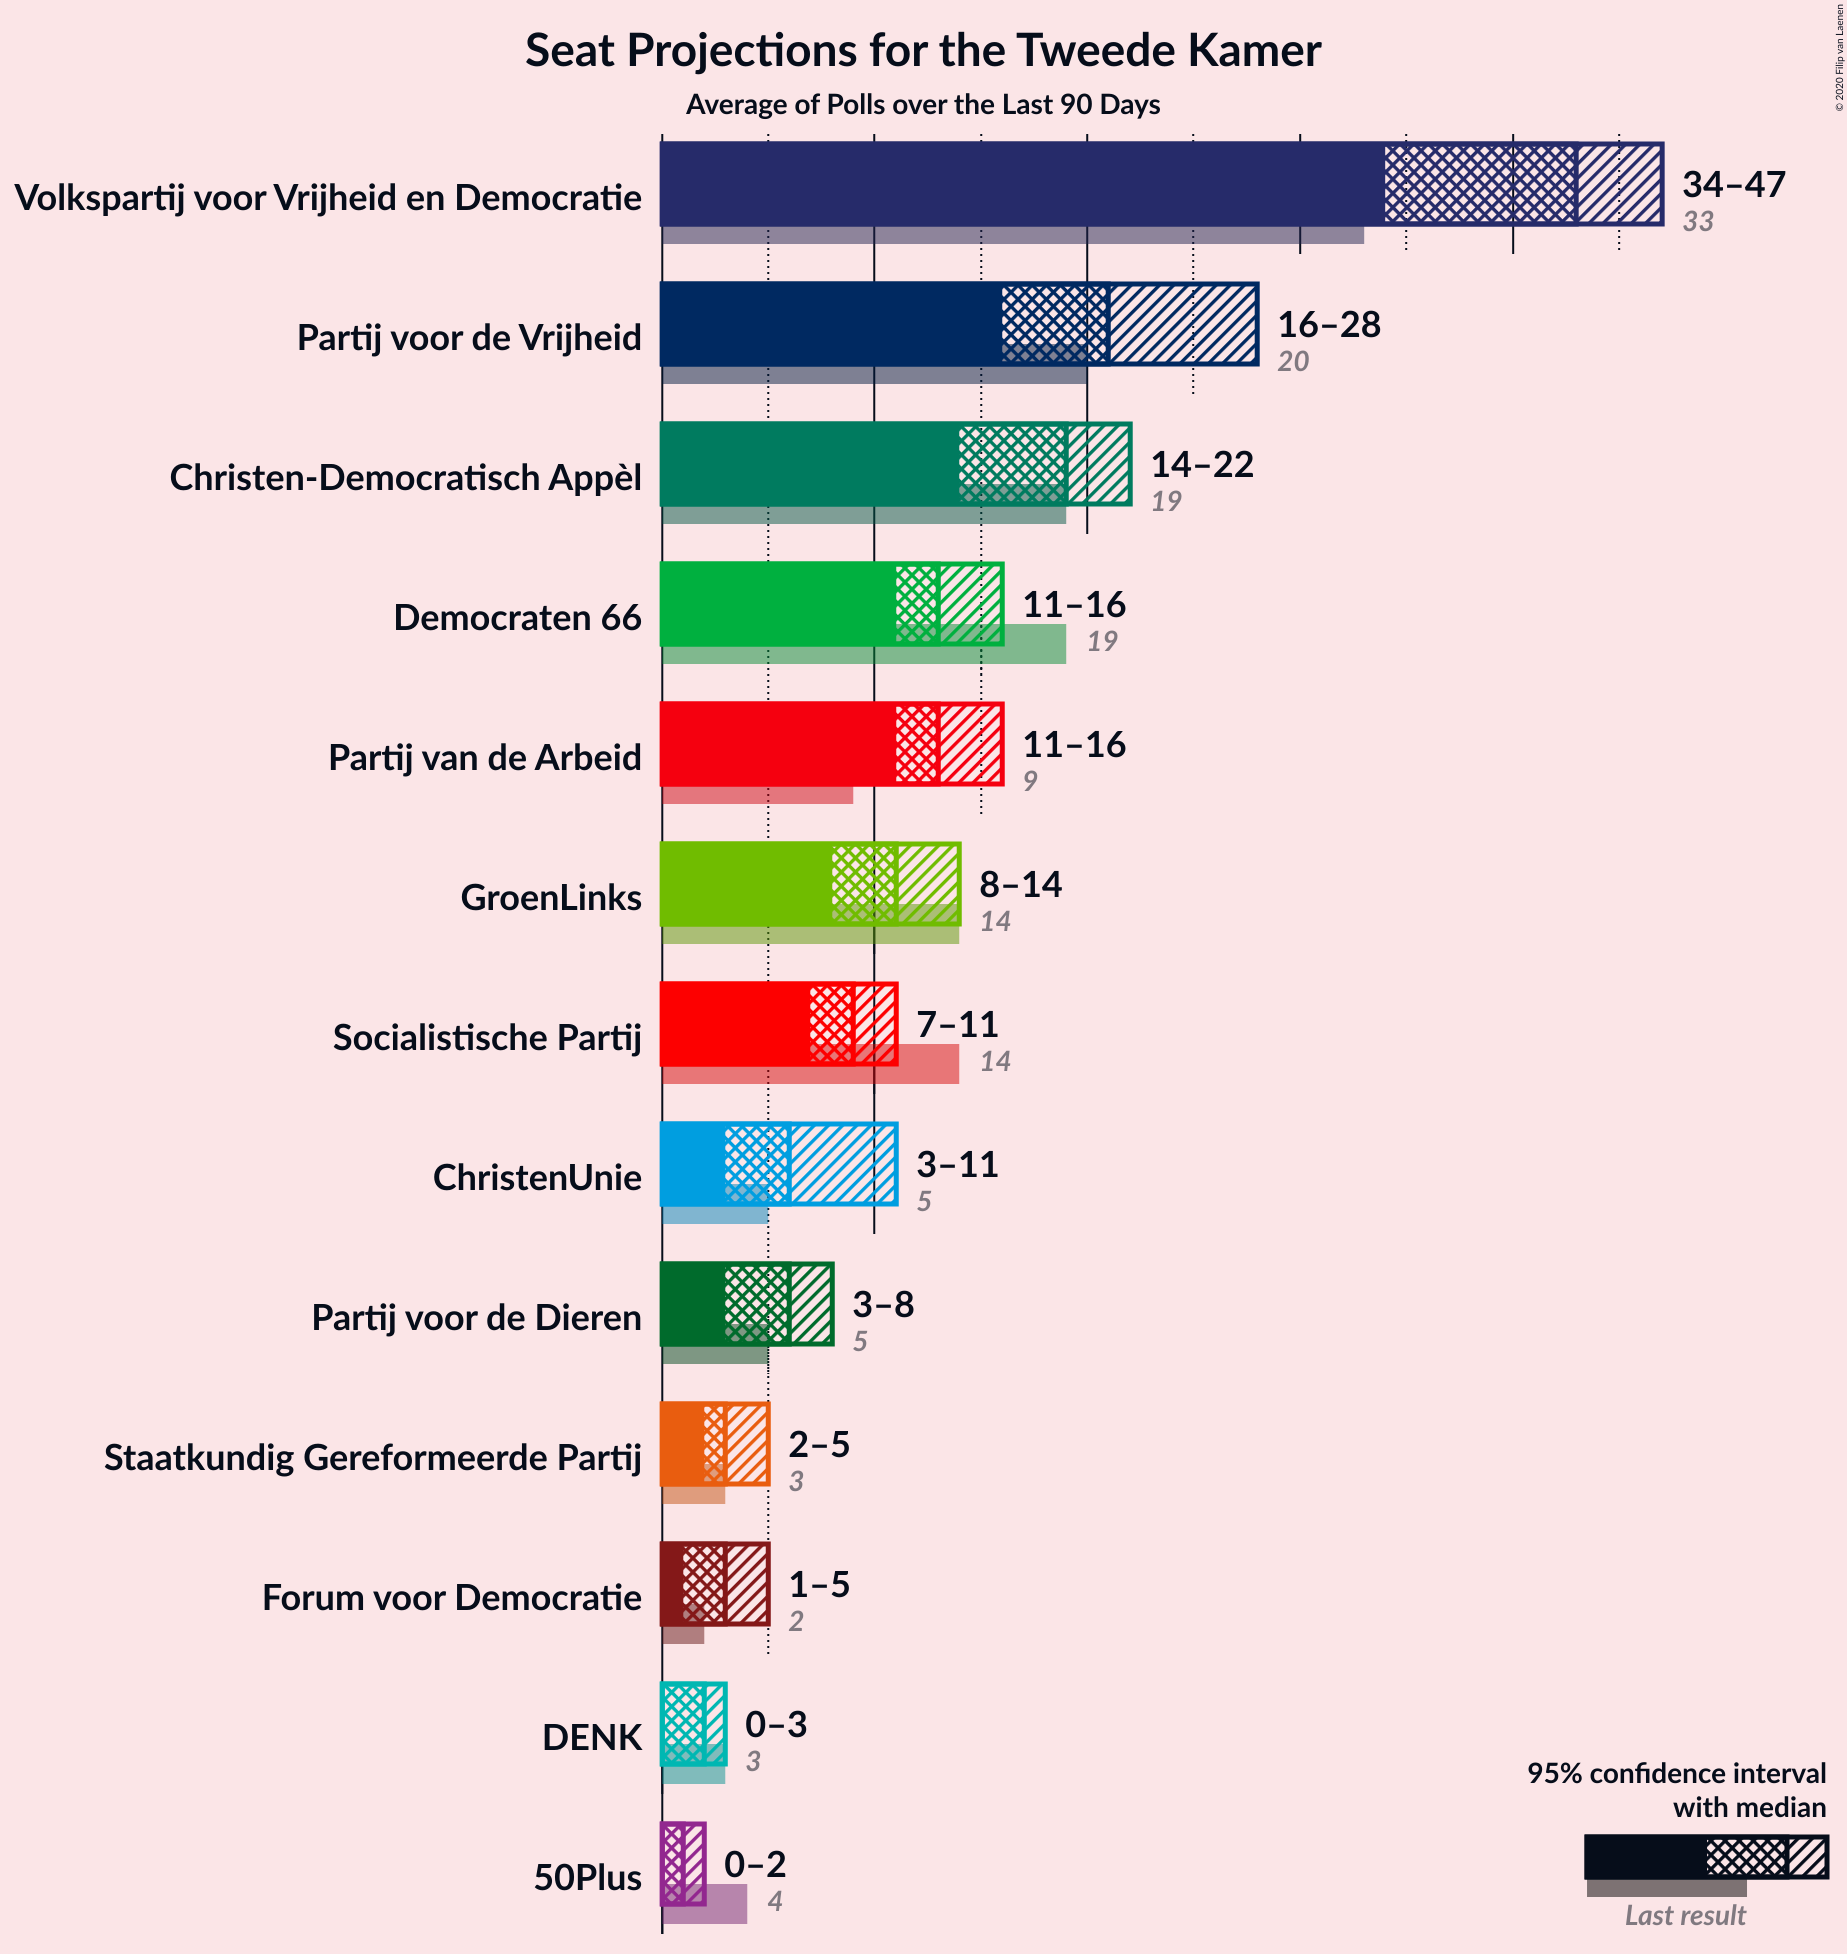 Seat Projections for the Tweede Kamer
Average of Polls over the Last 90 Days
© 2020 Filip van Laenen
Volkspartij voor Vrijheid en Democratie
34–47
33
Partij voor de Vrijheid
16–28
20
Christen-Democratisch Appèl
14–22
19
Democraten 66
11–16
19
Partij van de Arbeid
11–16
9
GroenLinks
8–14
14
Socialistische Partij
7–11
14
ChristenUnie
3–11
5
Partij voor de Dieren
3–8
5
Staatkundig Gereformeerde Partij
2–5
3
Forum voor Democratie
1–5
2
DENK
0–3
3
50Plus
0–2
4
95% confidence interval
with median
Last result